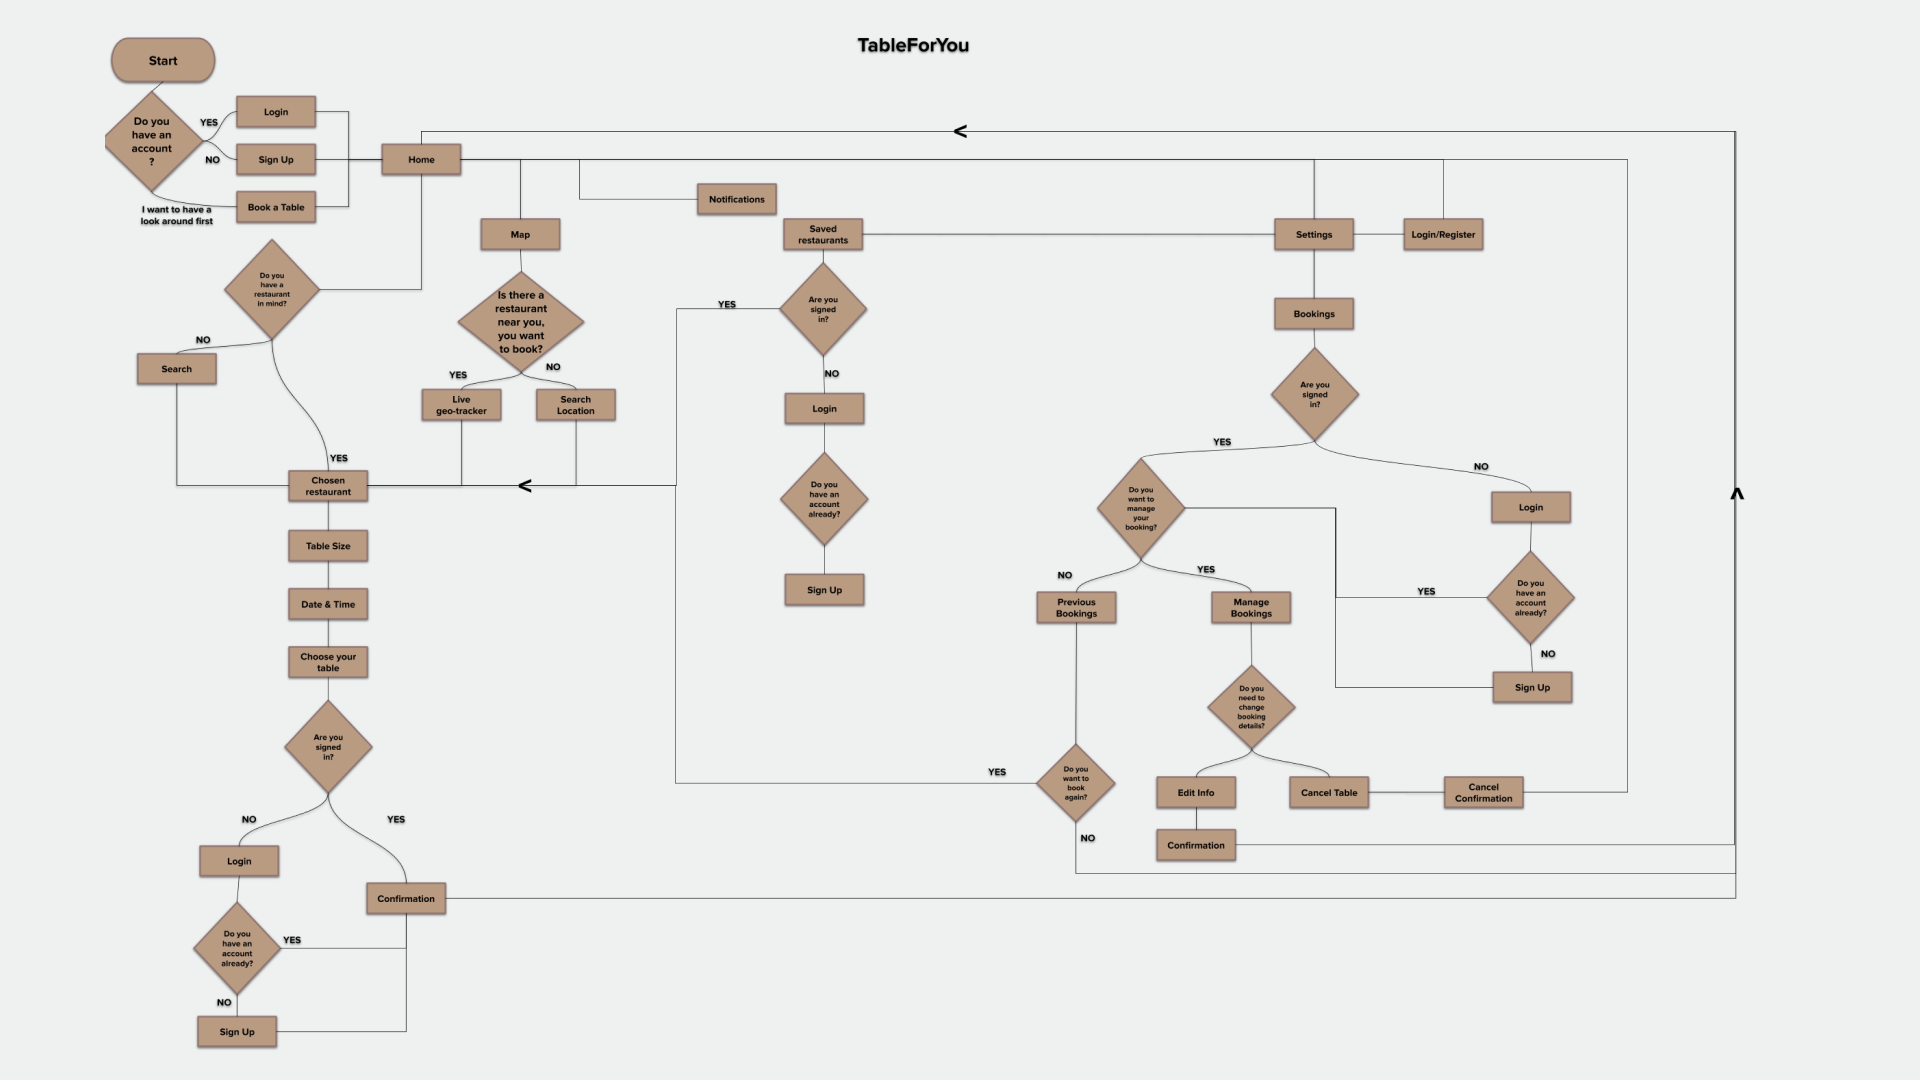 TableForYou
Start
Do you
have an
account
?
YES
Login
NO
Sign Up
I want to have a
look around first
Book a Table
Home
Notifications
Map
Saved
restaurants
Settings
Login/Register
Do you
have a
restaurant
in mind?
NO
Search
YES
Is there a
restaurant
near you,
you want
to book?
YES
NO
Live
geo-tracker
Search
Location
Chosen
restaurant
<
<
>
Table Size
Date & Time
Choose your
table
Are you
signed
in?
NO
YES
Login
Confirmation
Do you
have an
account
already?
YES
NO
Sign Up
YES
Are you
signed
in?
NO
Login
Do you
have an
account
already?
Sign Up
Bookings
Are you
signed
in?
YES
NO
Do you
want to
manage
your
booking?
NO
YES
Previous
Bookings
Manage
Bookings
Login
Do you
have an
account
already?
YES
NO
Sign Up
Do you
need to
change
booking
details?
Edit Info
Cancel Table
Cancel
Confirmation
Confirmation
YES
Do you
want to
book
again?
NO